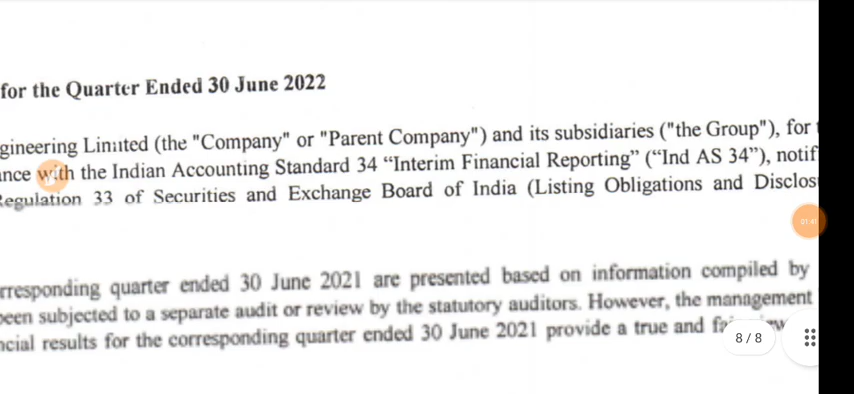 for the Quarter Ended 30 June 2022
gineering Limited (the "Company" or "Parent Company") and its subsidiaries ("the Group"), for
nce with the Indian Accounting Standard 34 “Interim Financial Reporting” (“Ind AS 34”), notif
Regulation 33 of Securities and Exchange Board of India (Listing Obligations and Disclos
01:41
rresponding quarter ended 30 June 2021 are presented based on information compiled by
been subjected to a separate audit or review by the statutory auditors. However, the management
ncial results for the corresponding quarter ended 30 June 2021 provide a true and
8 / 8